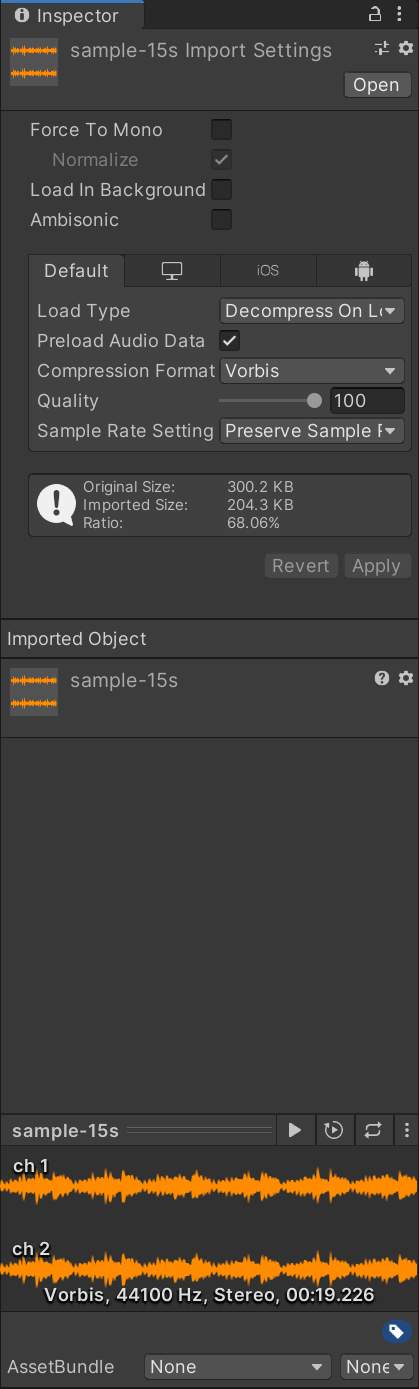 Inspector
sample-15s Import Settings
Open
Force To Mono
Normalize
Load In Background
Ambisonic
Default
iOS
Load Type Decompress On Lo
Preload Audio Data
Compression Format Vorbis
Quality 100
Sample Rate Setting Preserve Sample R
Original Size: 300.2 KB
Imported Size: 204.3 KB
Ratio: 68.06%
Revert Apply
Imported Object
sample-15s
sample-15s
ch 1
ch 2
Vorbis, 44100 Hz, Stereo, 00:19.226
AssetBundle None None